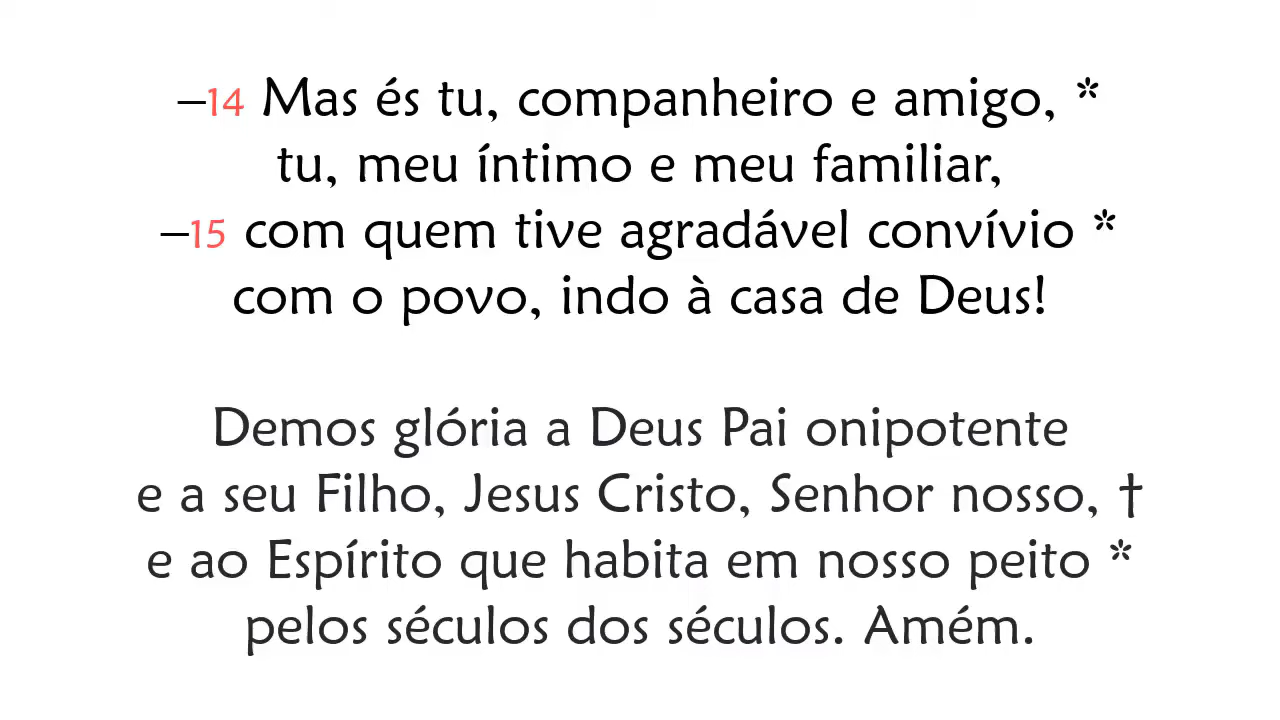 –14 Mas és tu, companheiro e amigo, *
tu, meu íntimo e meu familiar,
–15 com quem tive agradável convívio *
com o povo, indo à casa de Deus!
Demos glória a Deus Pai onipotente
e a seu Filho, Jesus Cristo, Senhor nosso, †
e ao Espírito que habita em nosso peito *
pelos séculos dos séculos. Amém.